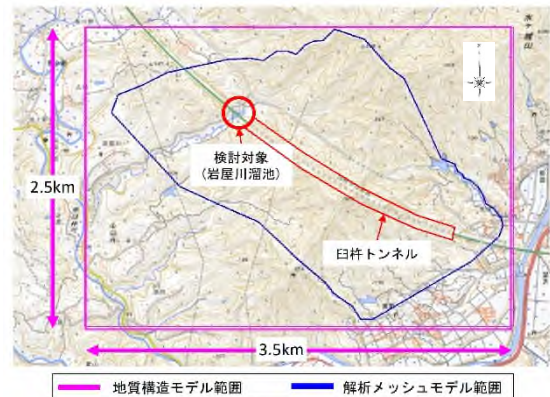 2.5km
検討対象
（岩屋川溜池）
臼杵トンネル
3.5km
地質構造モデル範囲
解析メッシュモデル範囲